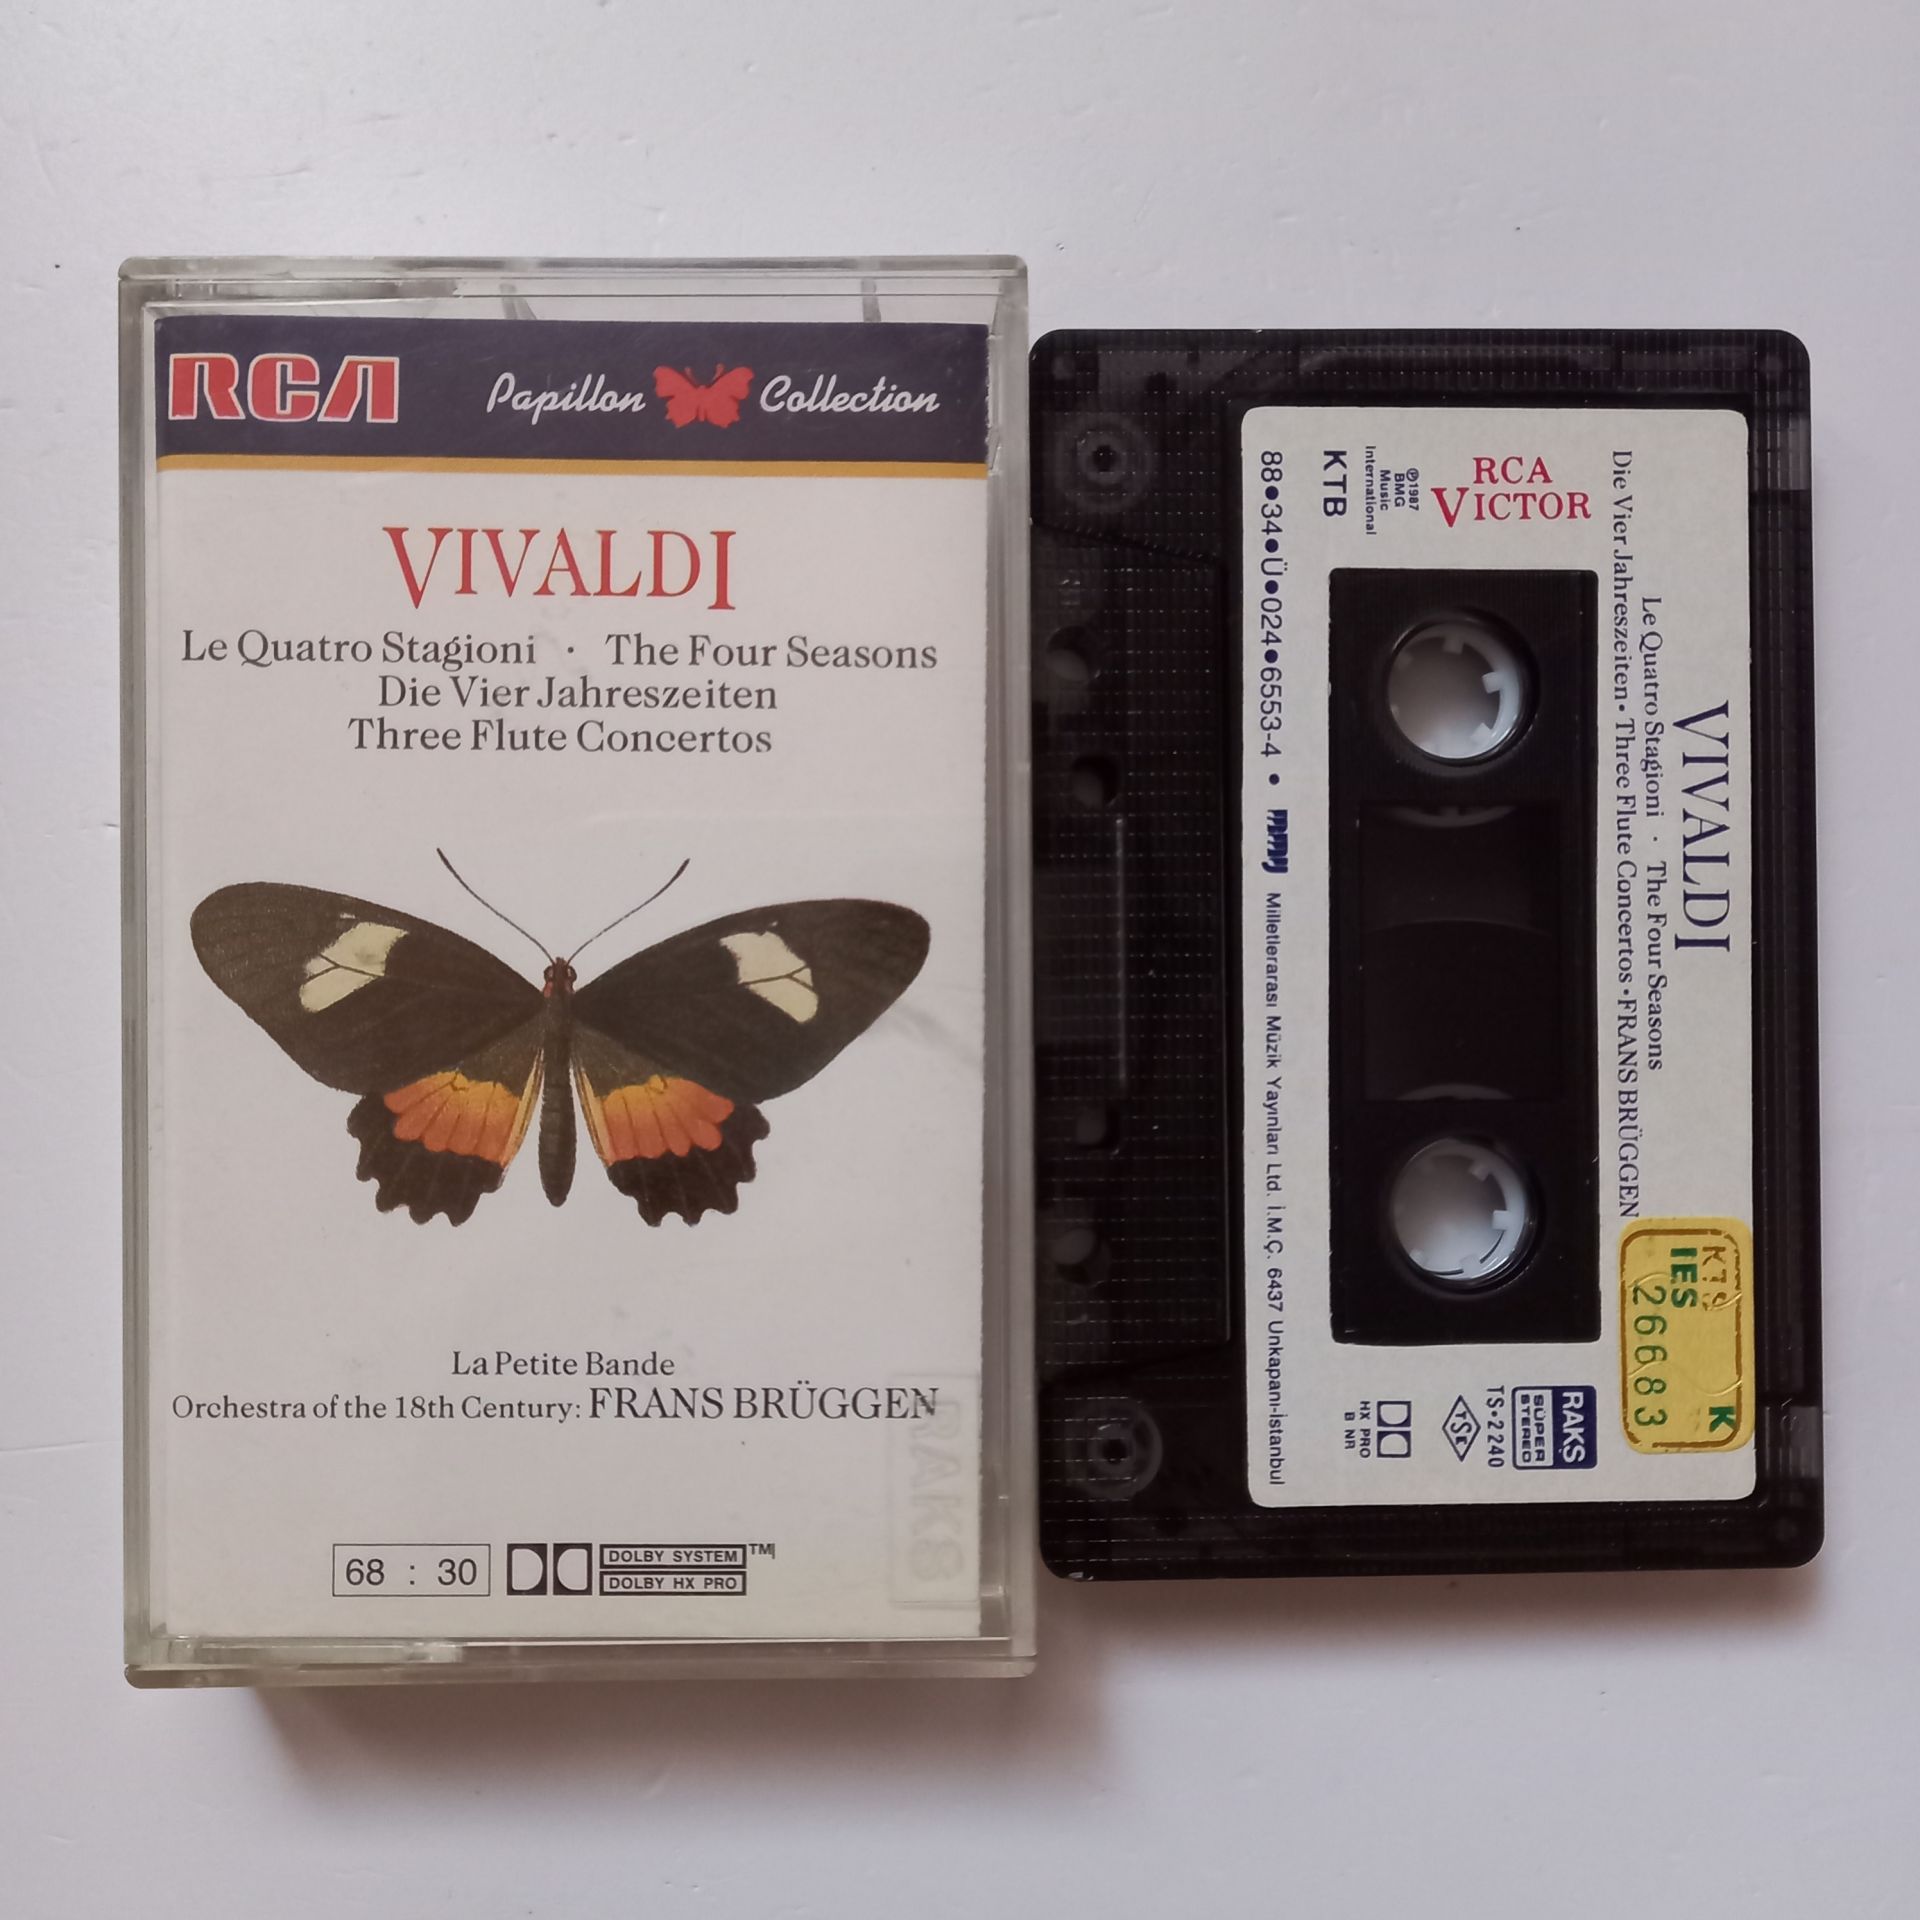 RCA
Papillon Collection
VIVALDI
Le Quatro Stagioni · The Four Seasons
Die Vier Jahreszeiten
Three Flute Concertos
La Petite Bande
Orchestra of the 18th Century: FRANS BRÜGGEN
RAKS
68 : 30
DOLBY SYSTEM TM
DOLBY HX PRO
VIVALDI
Le Quatro Stagioni · The Four Seasons
Die Vier Jahreszeiten • Three Flute Concertos • FRANS BRÜGGEN
RCA
VICTOR
℗1987
BMG
Music
International
KTB
K
IES
26683
RAKS
SÜPER
STEREO
TS•2240
TSE
HX PRO
B NR
88•34•Ü•024•6553-4 • mmy Milletlerarası Müzik Yayınları Ltd. İ.M.Ç. 6437 Unkapanı-İstanbul